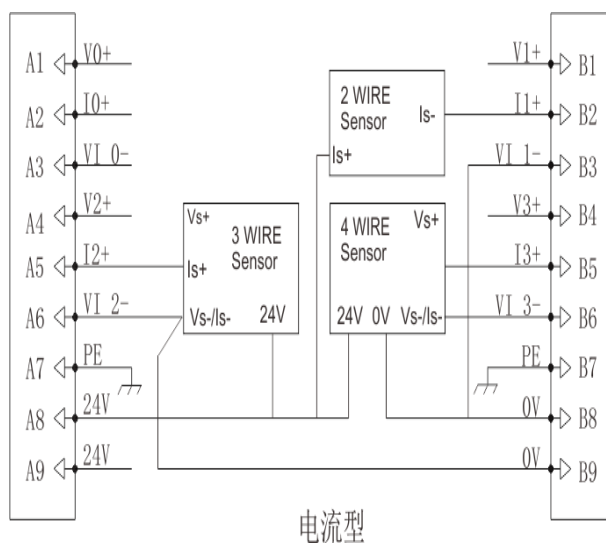 A1 V0+
A2 I0+
A3 VI 0-
A4 V2+
A5 I2+
A6 VI 2-
A7 PE
A8 24V
A9 24V
2 WIRE
Sensor
Is-
Is+
Vs+
3 WIRE
Sensor
Is+
Vs-/Is-
24V
4 WIRE
Sensor
Vs+
24V 0V Vs-/Is-
V1+ B1
I1+ B2
VI 1- B3
V3+ B4
I3+ B5
VI 3- B6
PE B7
0V B8
0V B9
电流型